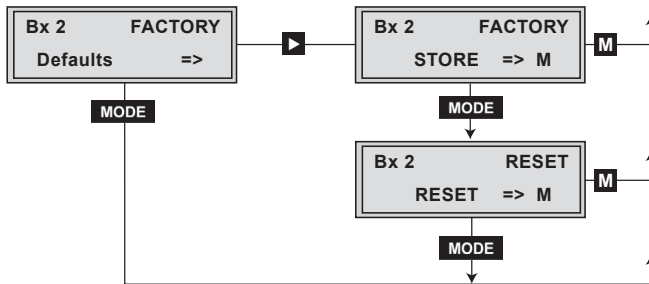 Bx 2 FACTORY
Defaults =>
MODE
Bx 2 FACTORY
STORE => M
M
MODE
Bx 2 RESET
RESET => M
M
MODE